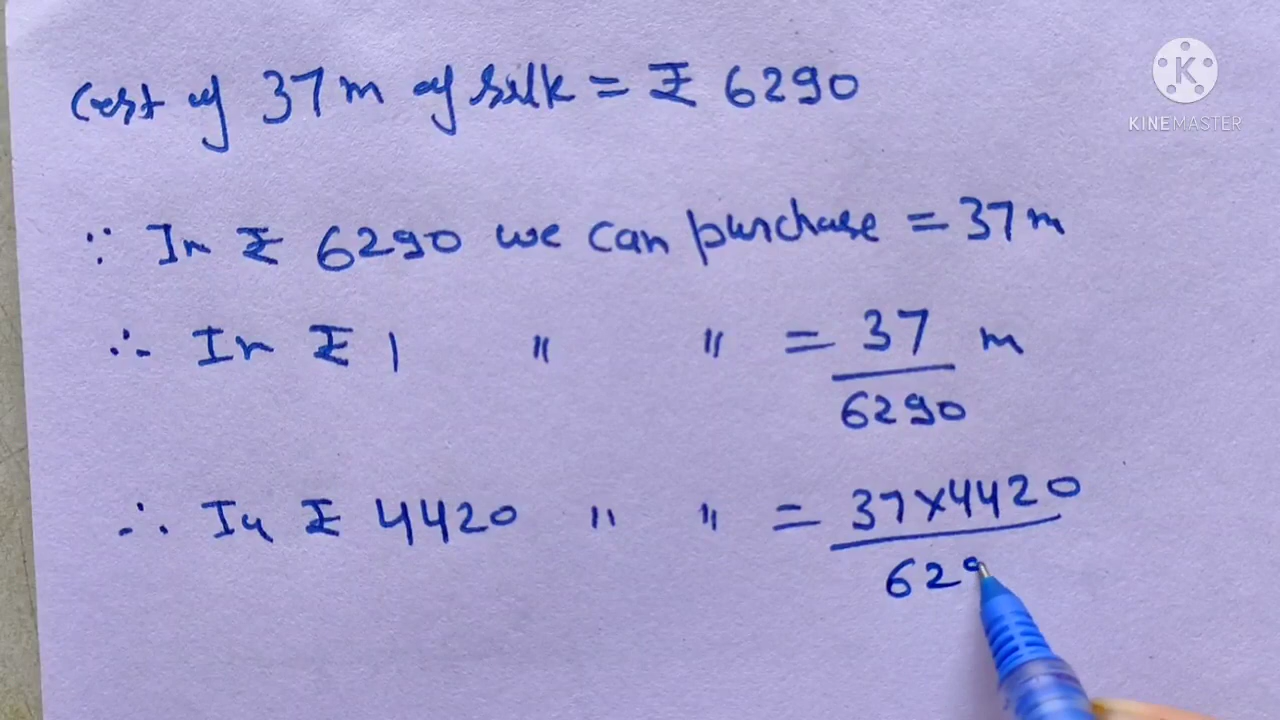 Cost of 37 m of silk = ₹ 6290
K
KINEMASTER
∵ In ₹ 6290 we can purchase = 37 m
∴ In ₹ 1 " " = 37 m
6290
∴ In ₹ 4420 " " = 37×4420
629